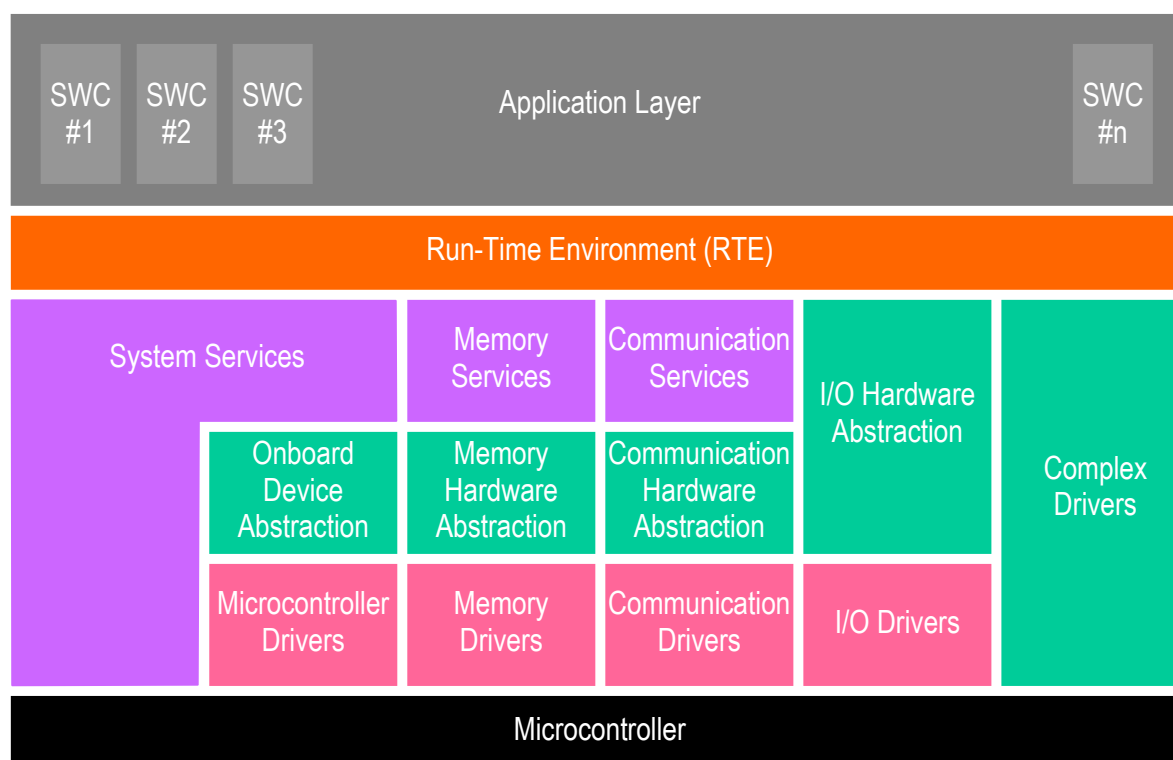 SWC
#1
SWC
#2
SWC
#3
Application Layer
SWC
#n
Run-Time Environment (RTE)
System Services
Memory
Services
Communication
Services
I/O Hardware
Abstraction
Complex
Drivers
Onboard
Device
Abstraction
Memory
Hardware
Abstraction
Communication
Hardware
Abstraction
Microcontroller
Drivers
Memory
Drivers
Communication
Drivers
I/O Drivers
Microcontroller